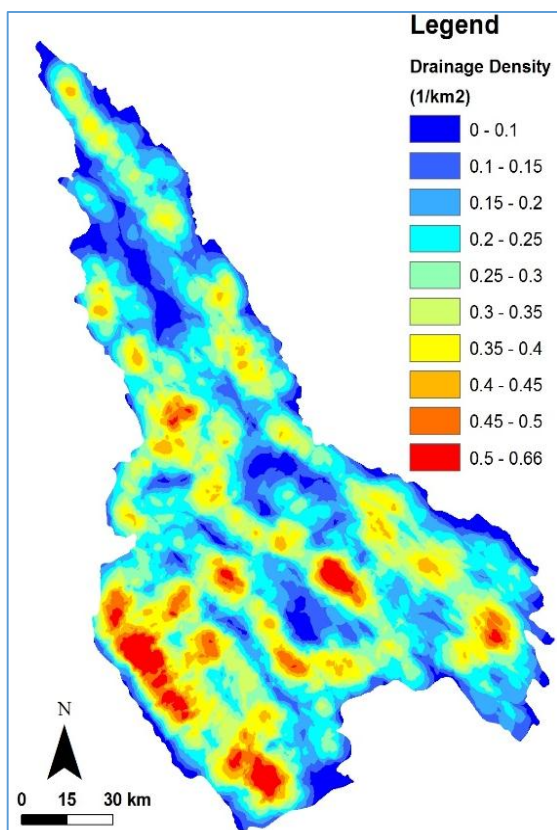 Legend
Drainage Density
(1/km2)
0 - 0.1
0.1 - 0.15
0.15 - 0.2
0.2 - 0.25
0.25 - 0.3
0.3 - 0.35
0.35 - 0.4
0.4 - 0.45
0.45 - 0.5
0.5 - 0.66
N
0 15 30 km